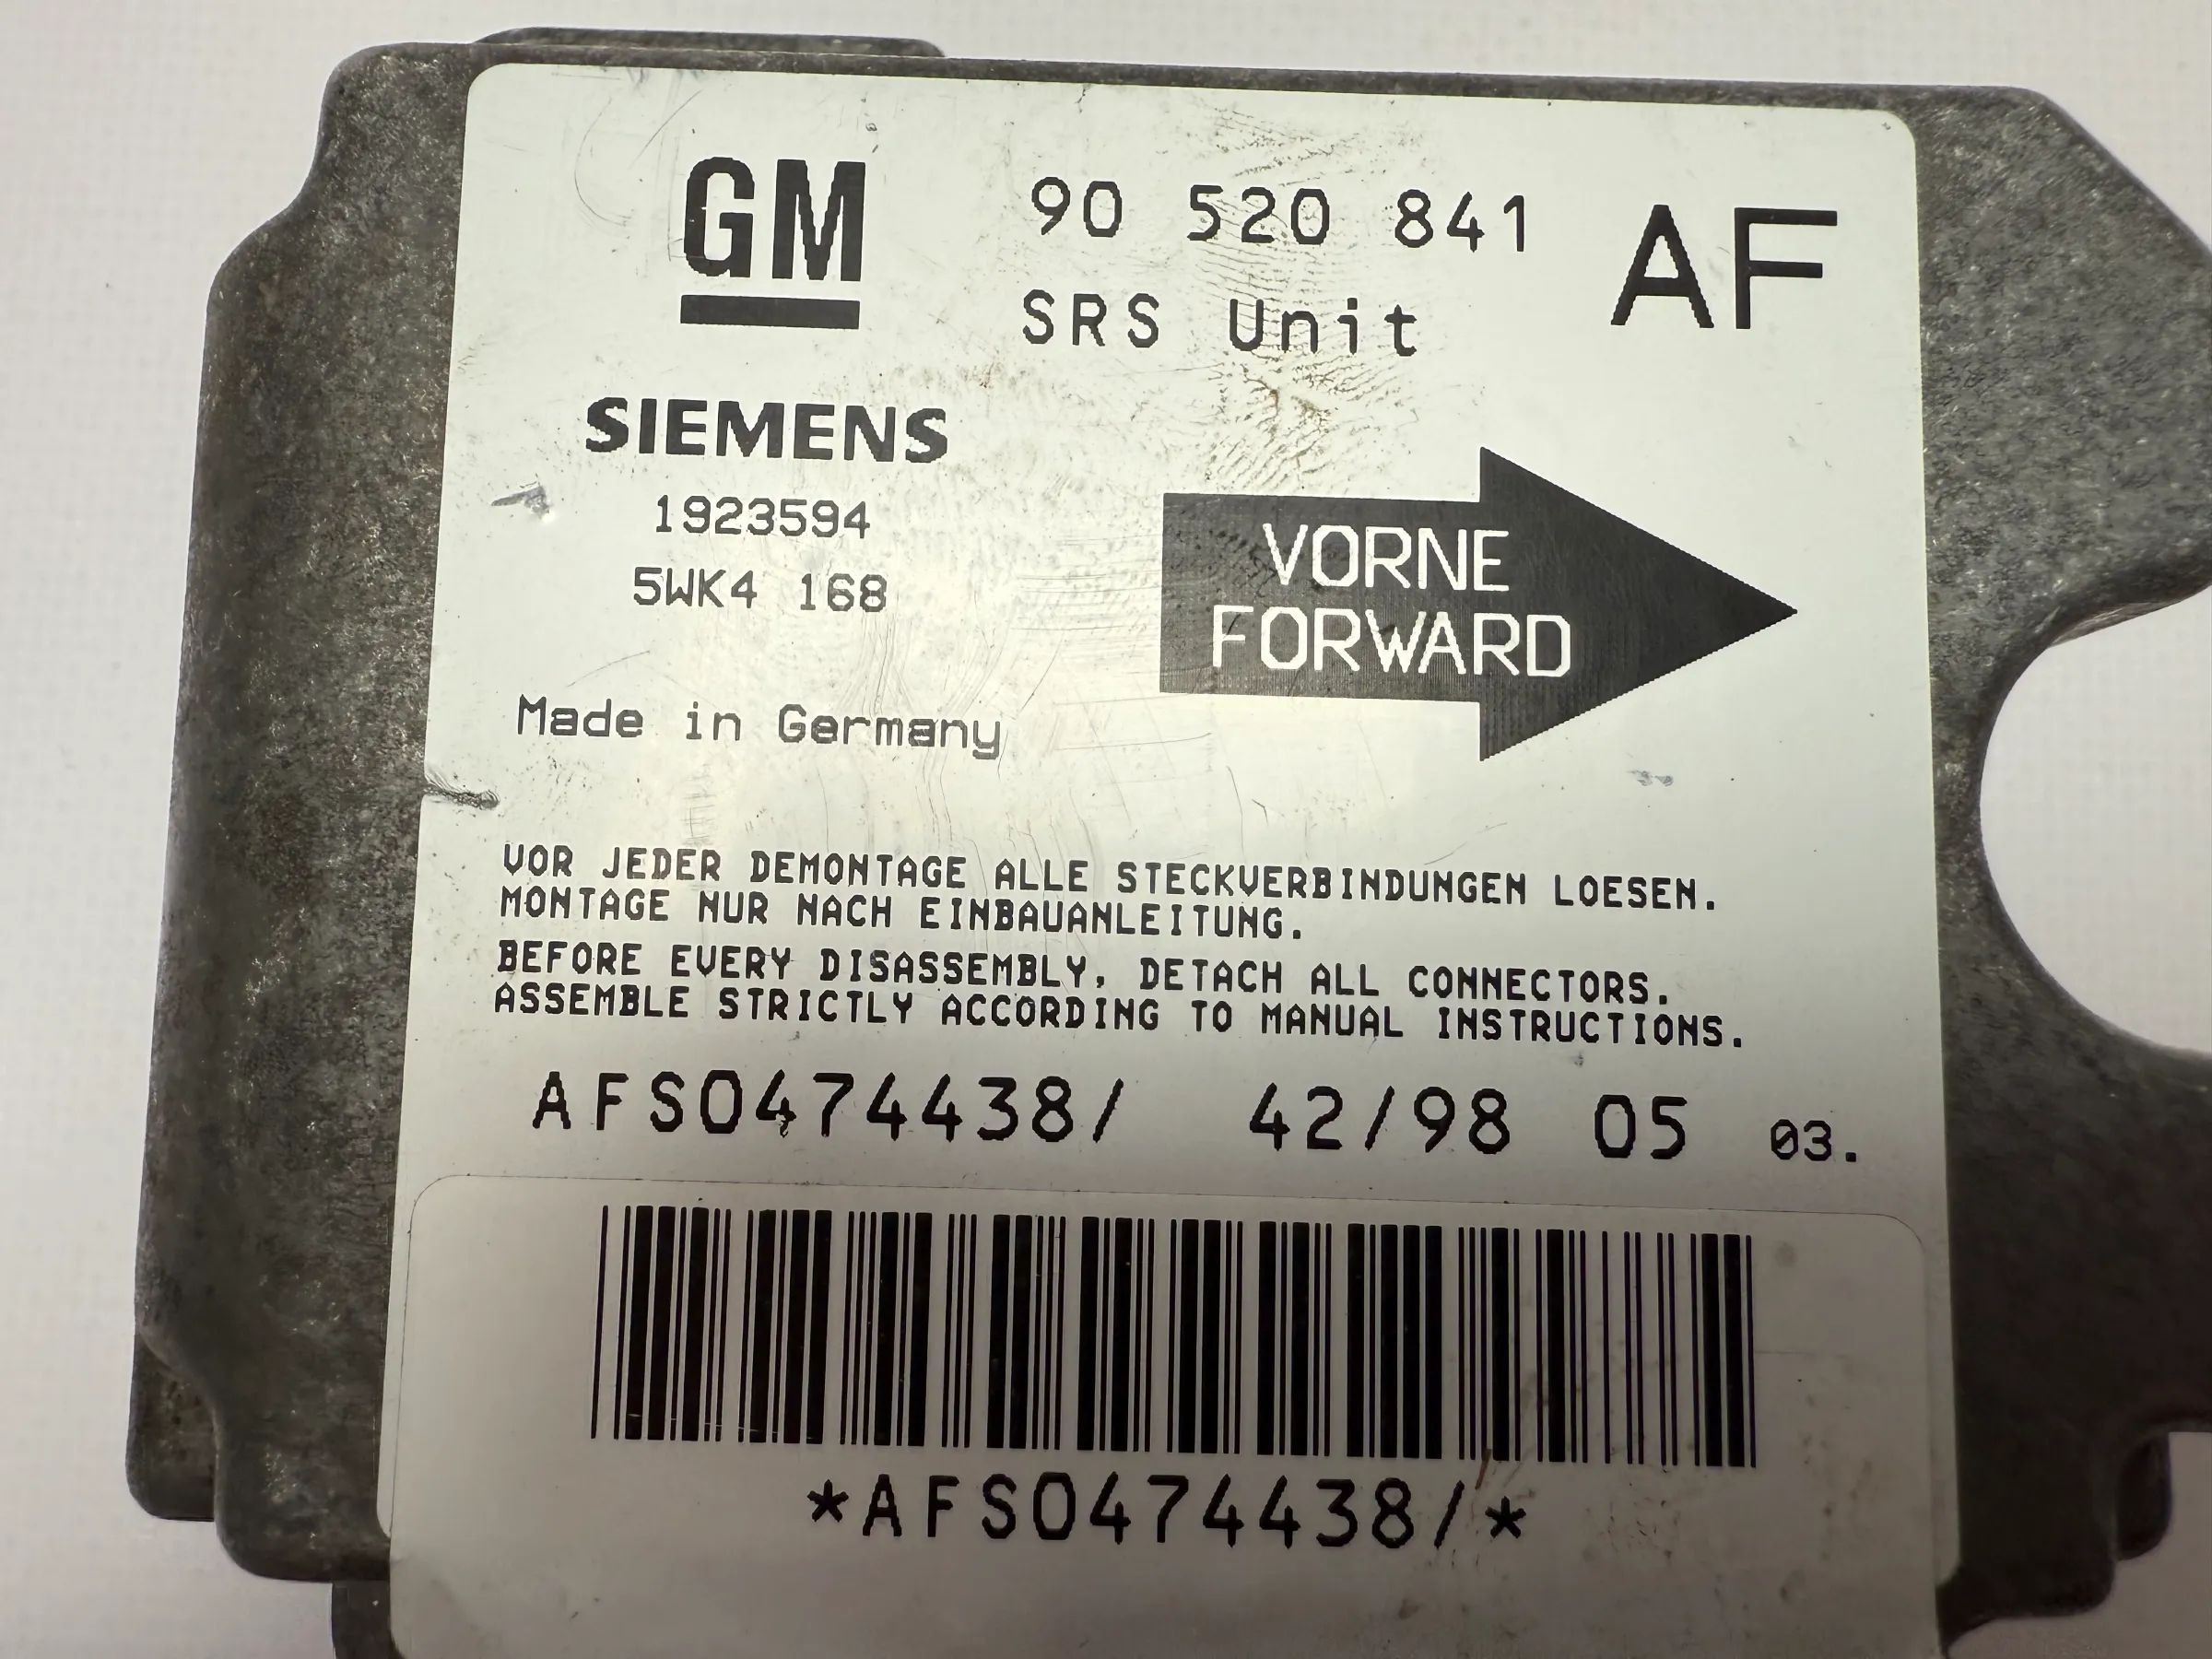 GM 90 520 841 AF
SRS Unit
SIEMENS
1923594
5WK4 168
VORNE
FORWARD
Made in Germany
VOR JEDER DEMONTAGE ALLE STECKVERBINDUNGEN LOESEN.
MONTAGE NUR NACH EINBAUANLEITUNG.
BEFORE EVERY DISASSEMBLY, DETACH ALL CONNECTORS.
ASSEMBLE STRICTLY ACCORDING TO MANUAL INSTRUCTIONS.
AFS0474438/ 42/98 05 03.
*AFS0474438/*